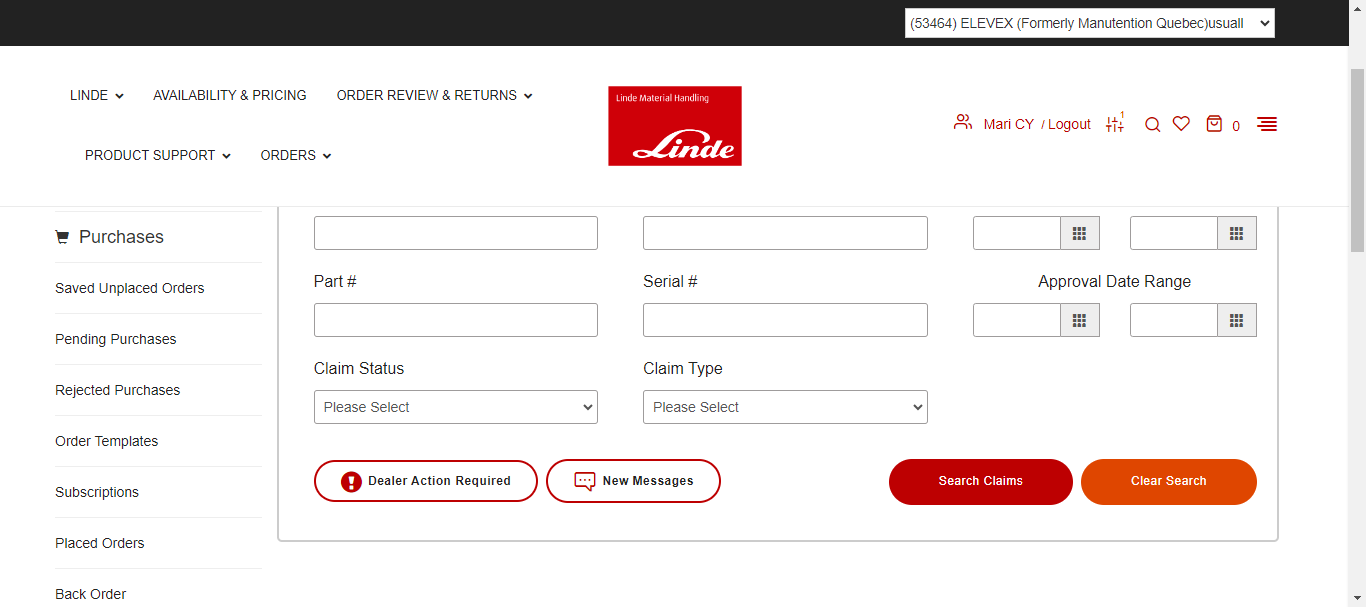 (53464) ELEVEX (Formerly Manutention Quebec)usuall
LINDE
AVAILABILITY & PRICING
ORDER REVIEW & RETURNS
PRODUCT SUPPORT
ORDERS
Linde Material Handling
Linde
Mari CY / Logout
1
0
Purchases
Saved Unplaced Orders
Pending Purchases
Rejected Purchases
Order Templates
Subscriptions
Placed Orders
Back Order
Part #
Serial #
Approval Date Range
Claim Status
Claim Type
Please Select
Please Select
Dealer Action Required
New Messages
Search Claims
Clear Search